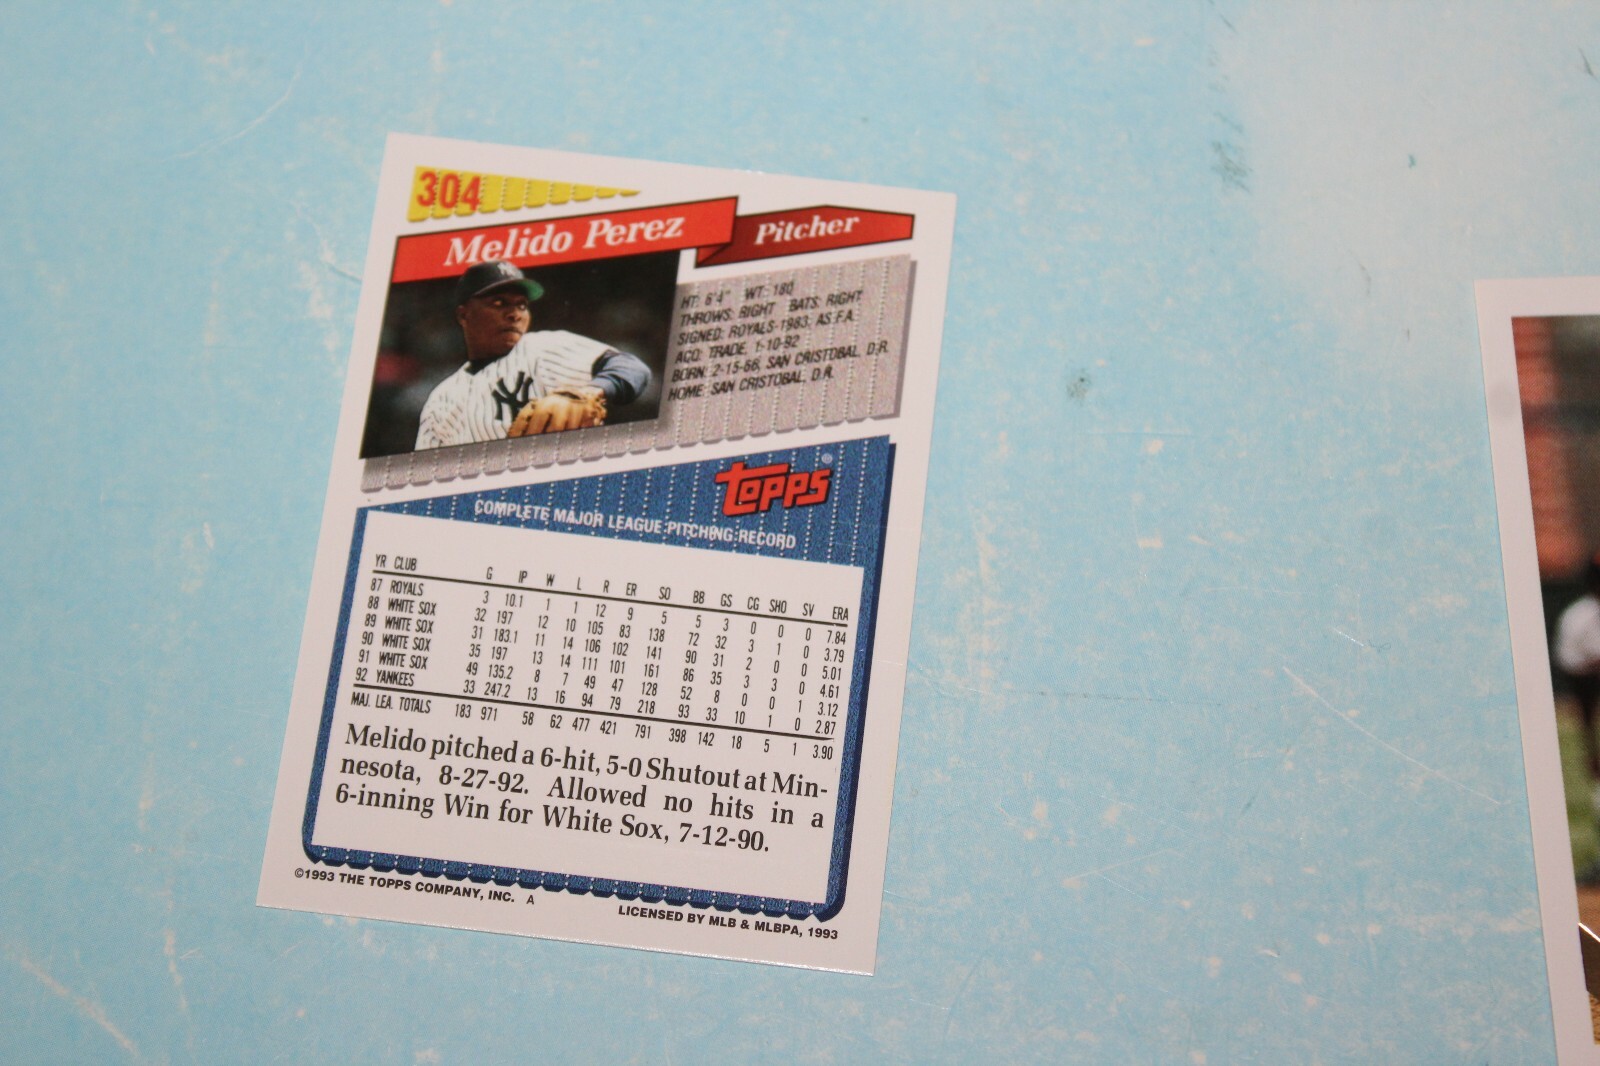 304
Melido Perez
Pitcher
HT: 6'4" WT: 180
THROWS: RIGHT BATS: RIGHT
SIGNED: ROYALS-1983, AS F.A.
ACQ: TRADE, 1-10-92
BORN: 2-15-66, SAN CRISTOBAL, D.R.
HOME: SAN CRISTOBAL, D.R.
TOPPS®
COMPLETE MAJOR LEAGUE PITCHING RECORD
YR CLUB G IP W L R ER SO BB GS CG SHO SV ERA
87 ROYALS 3 10.1 1 1 12 9 5 5 3 0 0 0 7.84
88 WHITE SOX 32 197 12 10 105 83 138 72 32 3 1 0 3.79
89 WHITE SOX 31 183.1 11 14 106 102 141 90 31 2 0 0 5.01
90 WHITE SOX 35 197 13 14 111 101 161 86 35 3 3 0 4.61
91 WHITE SOX 49 135.2 8 7 49 47 128 52 8 0 0 1 3.12
92 YANKEES 33 247.2 13 16 94 79 218 93 33 10 1 0 2.87
MAJ. LEA. TOTALS 183 971 58 62 477 421 791 398 142 18 5 1 3.90
Melido pitched a 6-hit, 5-0 Shutout at Min-
nesota, 8-27-92. Allowed no hits in a
6-inning Win for White Sox, 7-12-90.
©1993 THE TOPPS COMPANY, INC. A
LICENSED BY MLB & MLBPA, 1993